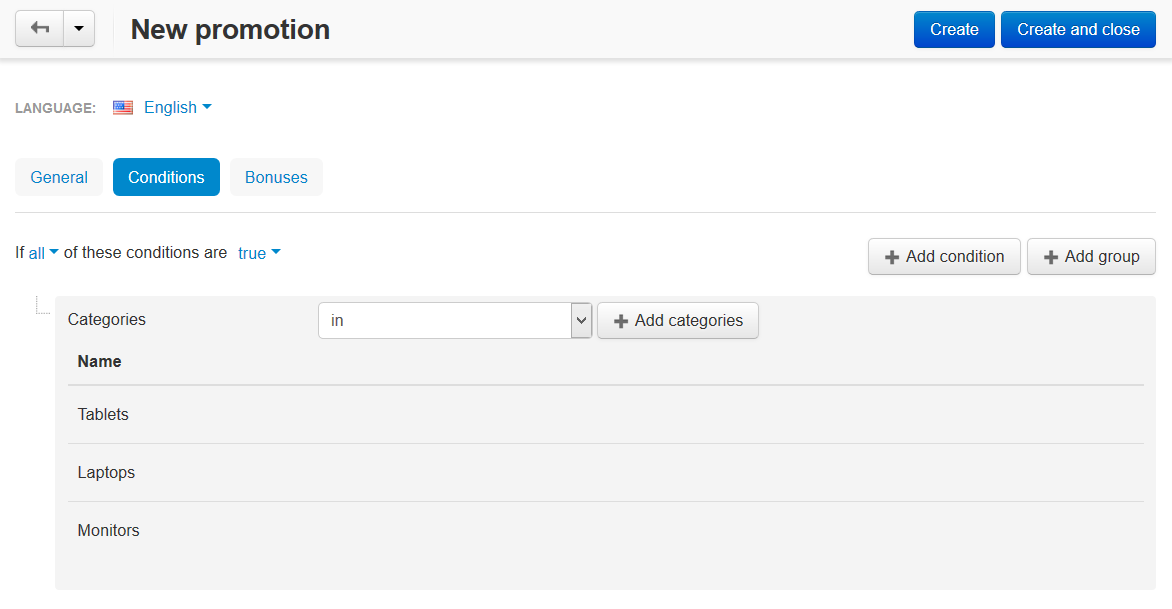 New promotion Create Create and close
LANGUAGE: English
General Conditions Bonuses
If all of these conditions are true Add condition Add group
Categories in Add categories
Name
Tablets
Laptops
Monitors